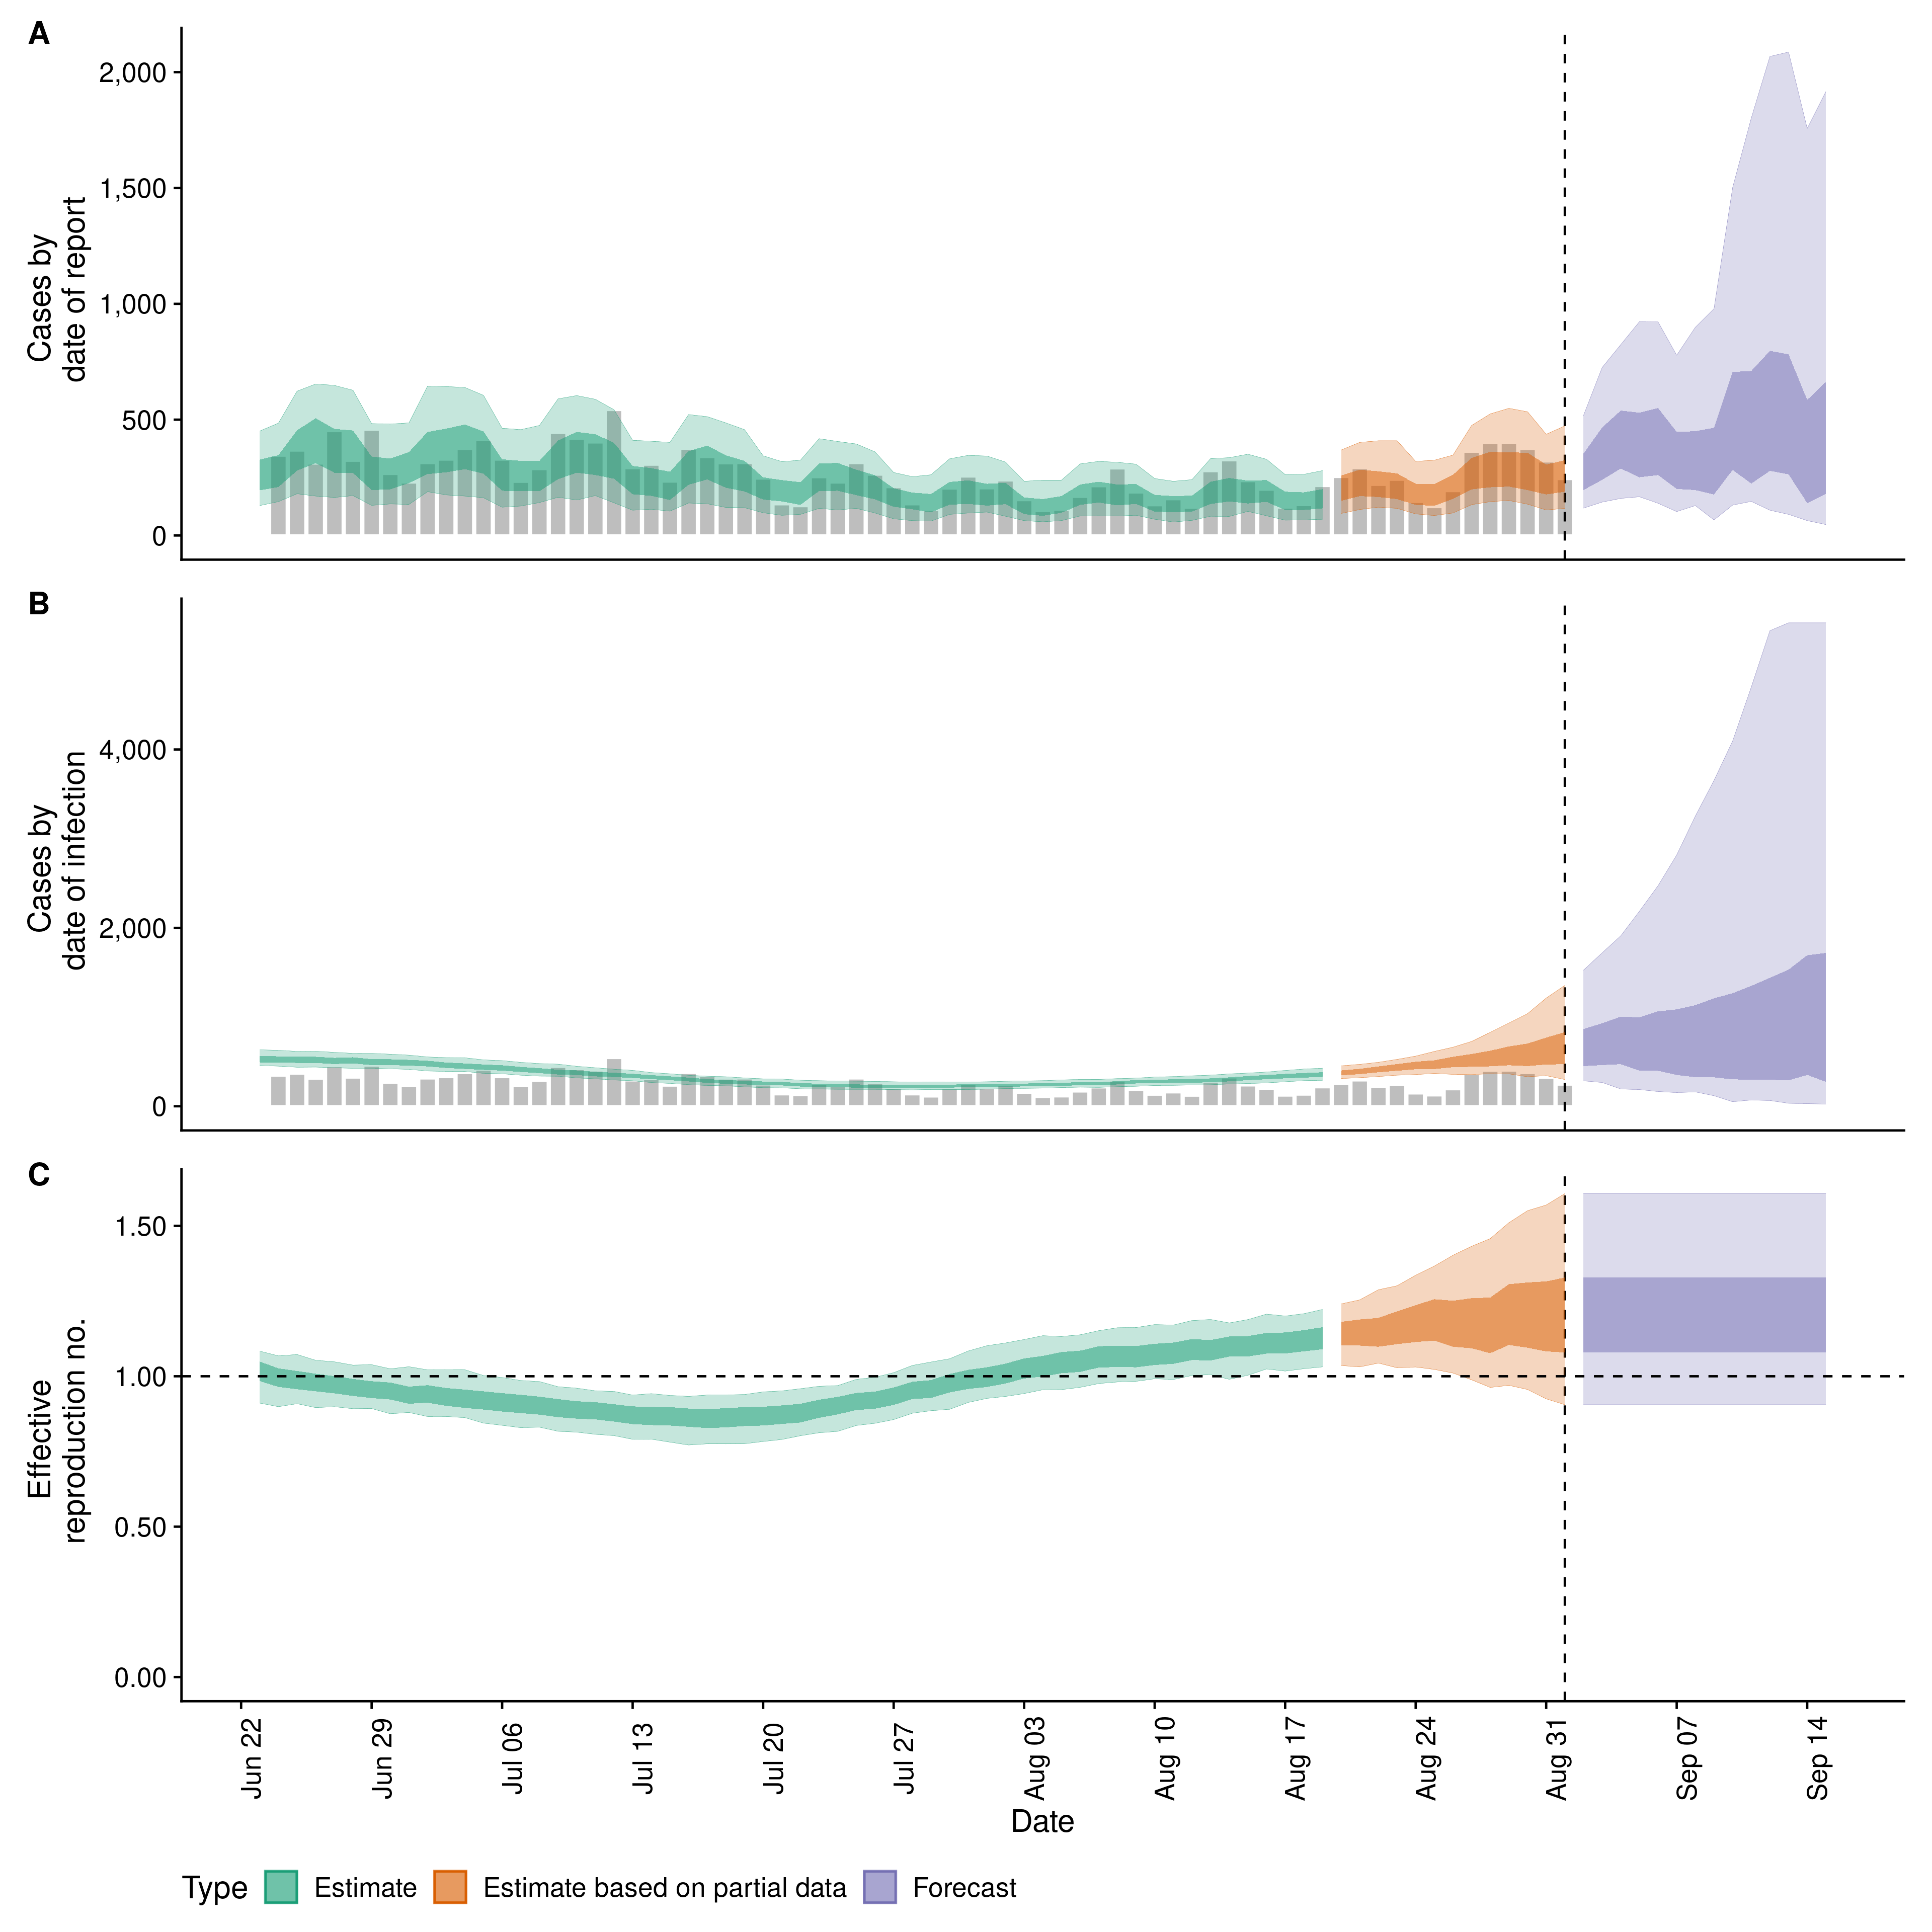 A
Cases by
date of report
2,000
1,500
1,000
500
0
B
Cases by
date of infection
4,000
2,000
0
C
Effective
reproduction no.
1.50
1.00
0.50
0.00
Jun 22
Jun 29
Jul 06
Jul 13
Jul 20
Jul 27
Aug 03
Aug 10
Aug 17
Aug 24
Aug 31
Sep 07
Sep 14
Date
Type Estimate Estimate based on partial data Forecast